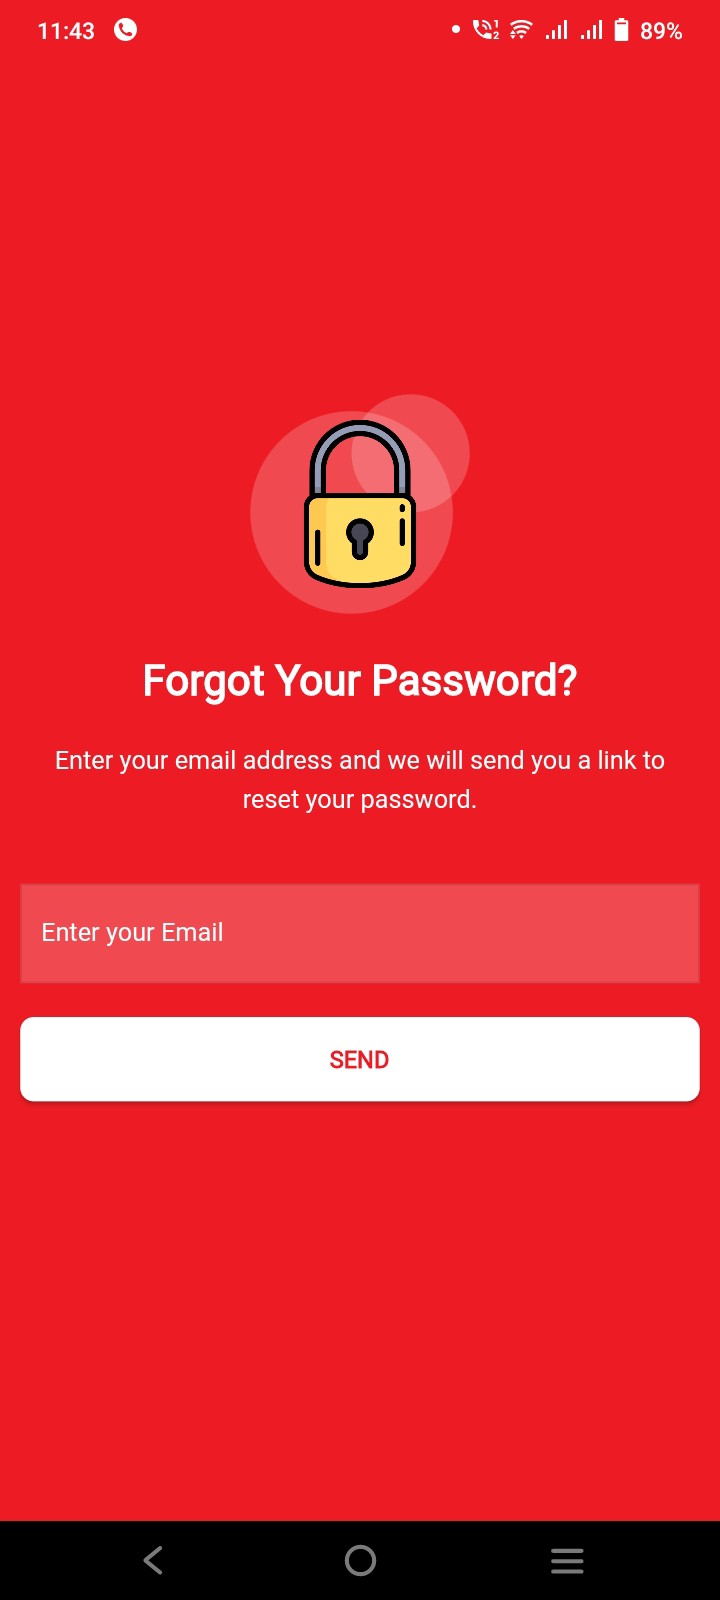 11:43 89%
Forgot Your Password?
Enter your email address and we will send you a link to
reset your password.
Enter your Email
SEND